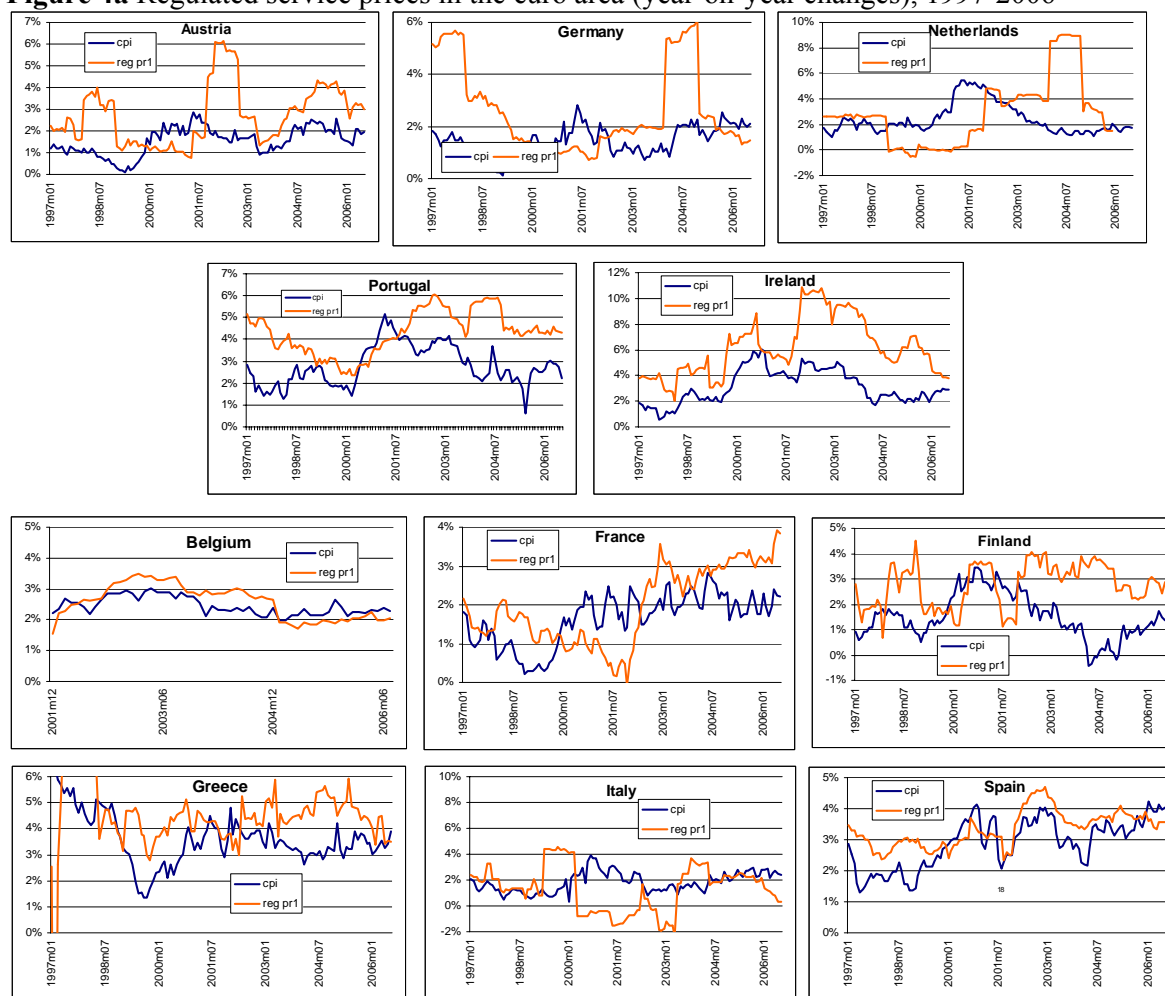 Figure 4a Regulated service prices in the euro area (year-on-year changes), 1997-2006
Austria
cpi
reg pr1
7%
6%
5%
4%
3%
2%
1%
0%
1997m01
1998m07
2000m01
2001m07
2003m01
2004m07
2006m01
Germany
cpi
reg pr1
6%
4%
2%
0%
1997m01
1998m07
2000m01
2001m07
2003m01
2004m07
2006m01
Netherlands
cpi
reg pr1
10%
8%
6%
4%
2%
0%
-2%
1997m01
1998m07
2000m01
2001m07
2003m01
2004m07
2006m01
Portugal
cpi
reg pr1
7%
6%
5%
4%
3%
2%
1%
0%
1997m01
1998m07
2000m01
2001m07
2003m01
2004m07
2006m01
Ireland
cpi
reg pr1
12%
10%
8%
6%
4%
2%
0%
1997m01
1998m07
2000m01
2001m07
2003m01
2004m07
2006m01
Belgium
cpi
reg pr1
5%
4%
3%
2%
1%
0%
2001m12
2003m06
2004m12
2006m06
France
cpi
reg pr1
4%
3%
2%
1%
0%
1997m01
1998m07
2000m01
2001m07
2003m01
2004m07
2006m01
Finland
cpi
reg pr1
5%
4%
3%
2%
1%
0%
-1%
1997m01
1998m07
2000m01
2001m07
2003m01
2004m07
2006m01
Greece
cpi
reg pr1
6%
5%
4%
3%
2%
1%
0%
1997m01
1998m07
2000m01
2001m07
2003m01
2004m07
2006m01
Italy
cpi
reg pr1
10%
8%
6%
4%
2%
0%
-2%
1997m01
1998m07
2000m01
2001m07
2003m01
2004m07
2006m01
Spain
cpi
reg pr1
5%
4%
3%
2%
1%
0%
18
1997m01
1998m07
2000m01
2001m07
2003m01
2004m07
2006m01